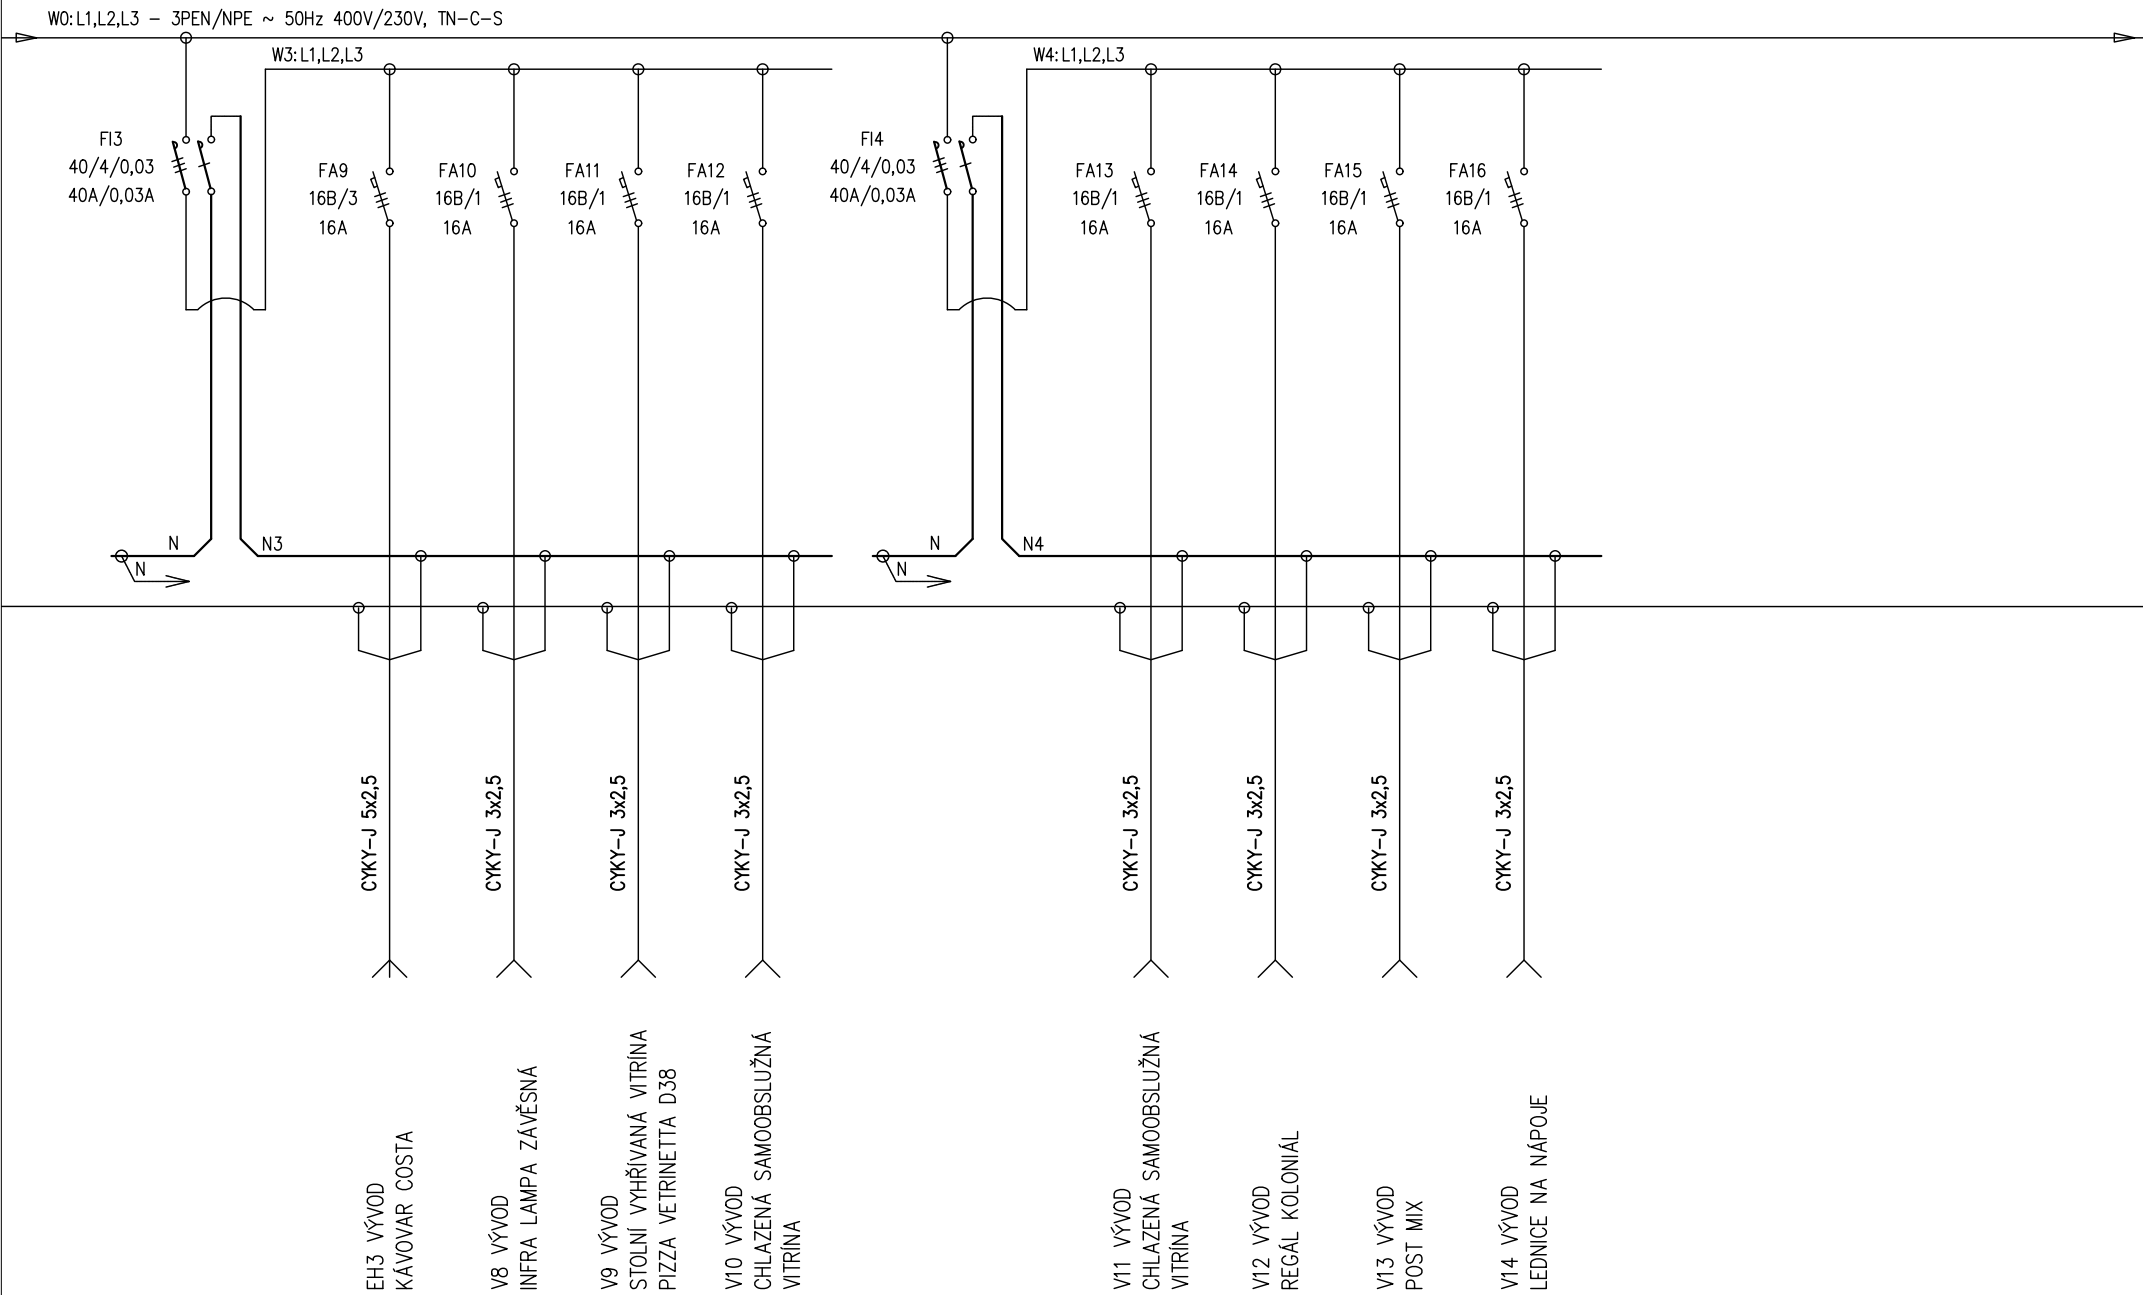 W0: L1,L2,L3 – 3PEN/NPE ~ 50Hz 400V/230V, TN–C–S
W3: L1,L2,L3
W4: L1,L2,L3
FI3
40/4/0,03
40A/0,03A
FA9
16B/3
16A
FA10
16B/1
16A
FA11
16B/1
16A
FA12
16B/1
16A
FI4
40/4/0,03
40A/0,03A
FA13
16B/1
16A
FA14
16B/1
16A
FA15
16B/1
16A
FA16
16B/1
16A
N
N3
N
N
N4
N
CYKY–J 5x2,5
CYKY–J 3x2,5
CYKY–J 3x2,5
CYKY–J 3x2,5
CYKY–J 3x2,5
CYKY–J 3x2,5
CYKY–J 3x2,5
CYKY–J 3x2,5
EH3 VÝVOD
KÁVOVAR COSTA
V8 VÝVOD
INFRA LAMPA ZÁVĚSNÁ
V9 VÝVOD
STOLNÍ VYHŘÍVANÁ VITRÍNA
PIZZA VETRINETTA D38
V10 VÝVOD
CHLAZENÁ SAMOOBSLUŽNÁ
VITRÍNA
V11 VÝVOD
CHLAZENÁ SAMOOBSLUŽNÁ
VITRÍNA
V12 VÝVOD
REGÁL KOLONIÁL
V13 VÝVOD
POST MIX
V14 VÝVOD
LEDNICE NA NÁPOJE